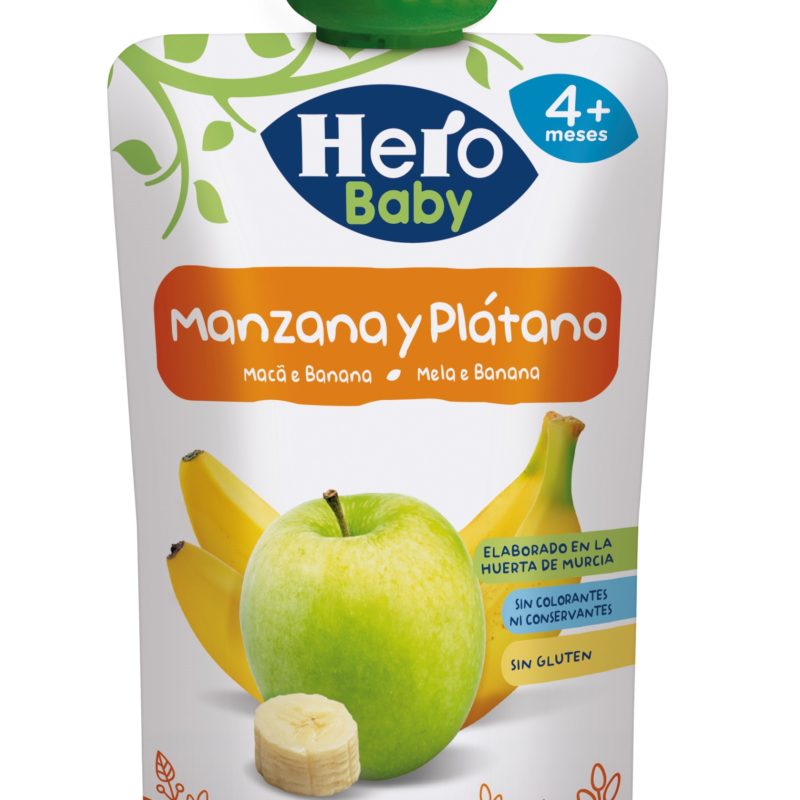 Hero
Baby
4+
meses
Manzana y Plátano
Maçã e Banana • Mela e Banana
ELABORADO EN LA
HUERTA DE MURCIA
SIN COLORANTES
NI CONSERVANTES
SIN GLUTEN